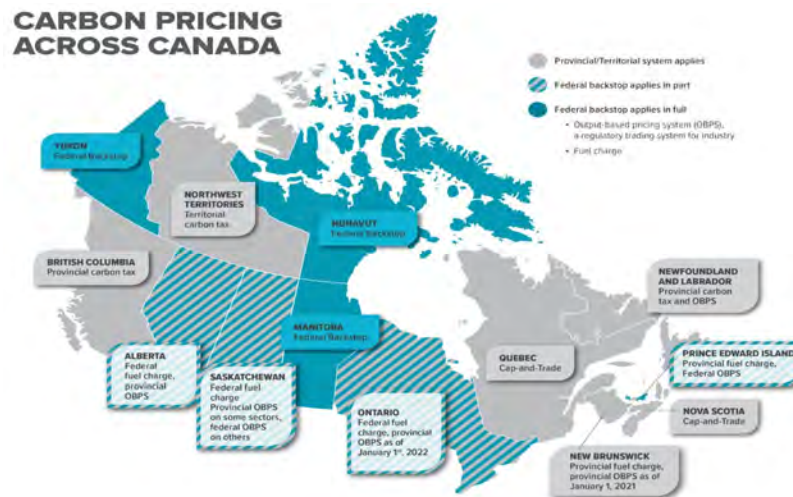 CARBON PRICING
ACROSS CANADA
Provincial/Territorial system applies
Federal backstop applies in part
Federal backstop applies in full
• Output-based pricing system (OBPS),
a regulatory trading system for industry
• Fuel charge
YUKON
Federal Backstop
NORTHWEST
TERRITORIES
Territorial
carbon tax
NUNAVUT
Federal Backstop
BRITISH COLUMBIA
Provincial carbon tax
NEWFOUNDLAND
AND LABRADOR
Provincial carbon
tax and OBPS
MANITOBA
Federal Backstop
ALBERTA
Federal
fuel charge,
provincial
OBPS
SASKATCHEWAN
Federal fuel
charge
Provincial OBPS
on some sectors,
federal OBPS
on others
ONTARIO
Federal fuel
charge, provincial
OBPS as of
January 1st, 2022
QUEBEC
Cap-and-Trade
PRINCE EDWARD ISLAND
Provincial fuel charge,
Federal OBPS
NOVA SCOTIA
Cap-and-Trade
NEW BRUNSWICK
Provincial fuel charge,
provincial OBPS as of
January 1, 2021